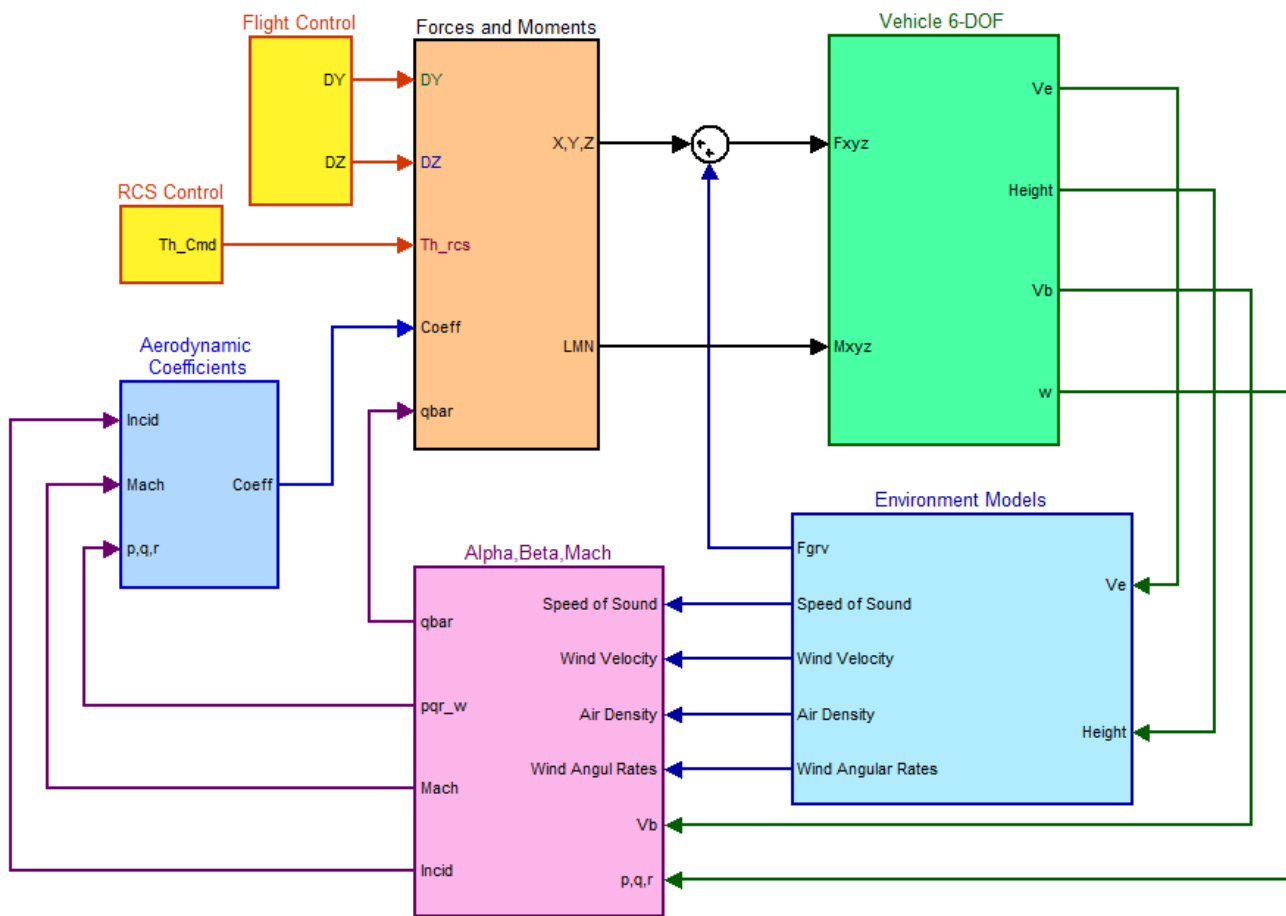 Flight Control
DY
DZ
RCS Control
Th_Cmd
Forces and Moments
DY
DZ
Th_rcs
Coeff
qbar
X,Y,Z
LMN
Vehicle 6-DOF
Fxyz
Mxyz
Ve
Height
Vb
w
Aerodynamic
Coefficients
Incid
Mach
p,q,r
Coeff
Alpha,Beta,Mach
qbar
pqr_w
Mach
Incid
Speed of Sound
Wind Velocity
Air Density
Wind Angul Rates
Vb
p,q,r
Environment Models
Fgrv
Speed of Sound
Wind Velocity
Air Density
Wind Angular Rates
Ve
Height